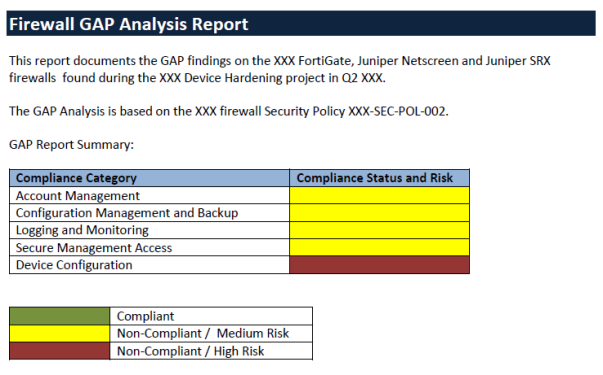 Firewall GAP Analysis Report
This report documents the GAP findings on the XXX FortiGate, Juniper Netscreen and Juniper SRX
firewalls  found during the XXX Device Hardening project in Q2 XXX.
The GAP Analysis is based on the XXX firewall Security Policy XXX-SEC-POL-002.
GAP Report Summary:
Compliance Category Compliance Status and Risk
Account Management
Configuration Management and Backup
Logging and Monitoring
Secure Management Access
Device Configuration
Compliant
Non-Compliant /  Medium Risk
Non-Compliant / High Risk